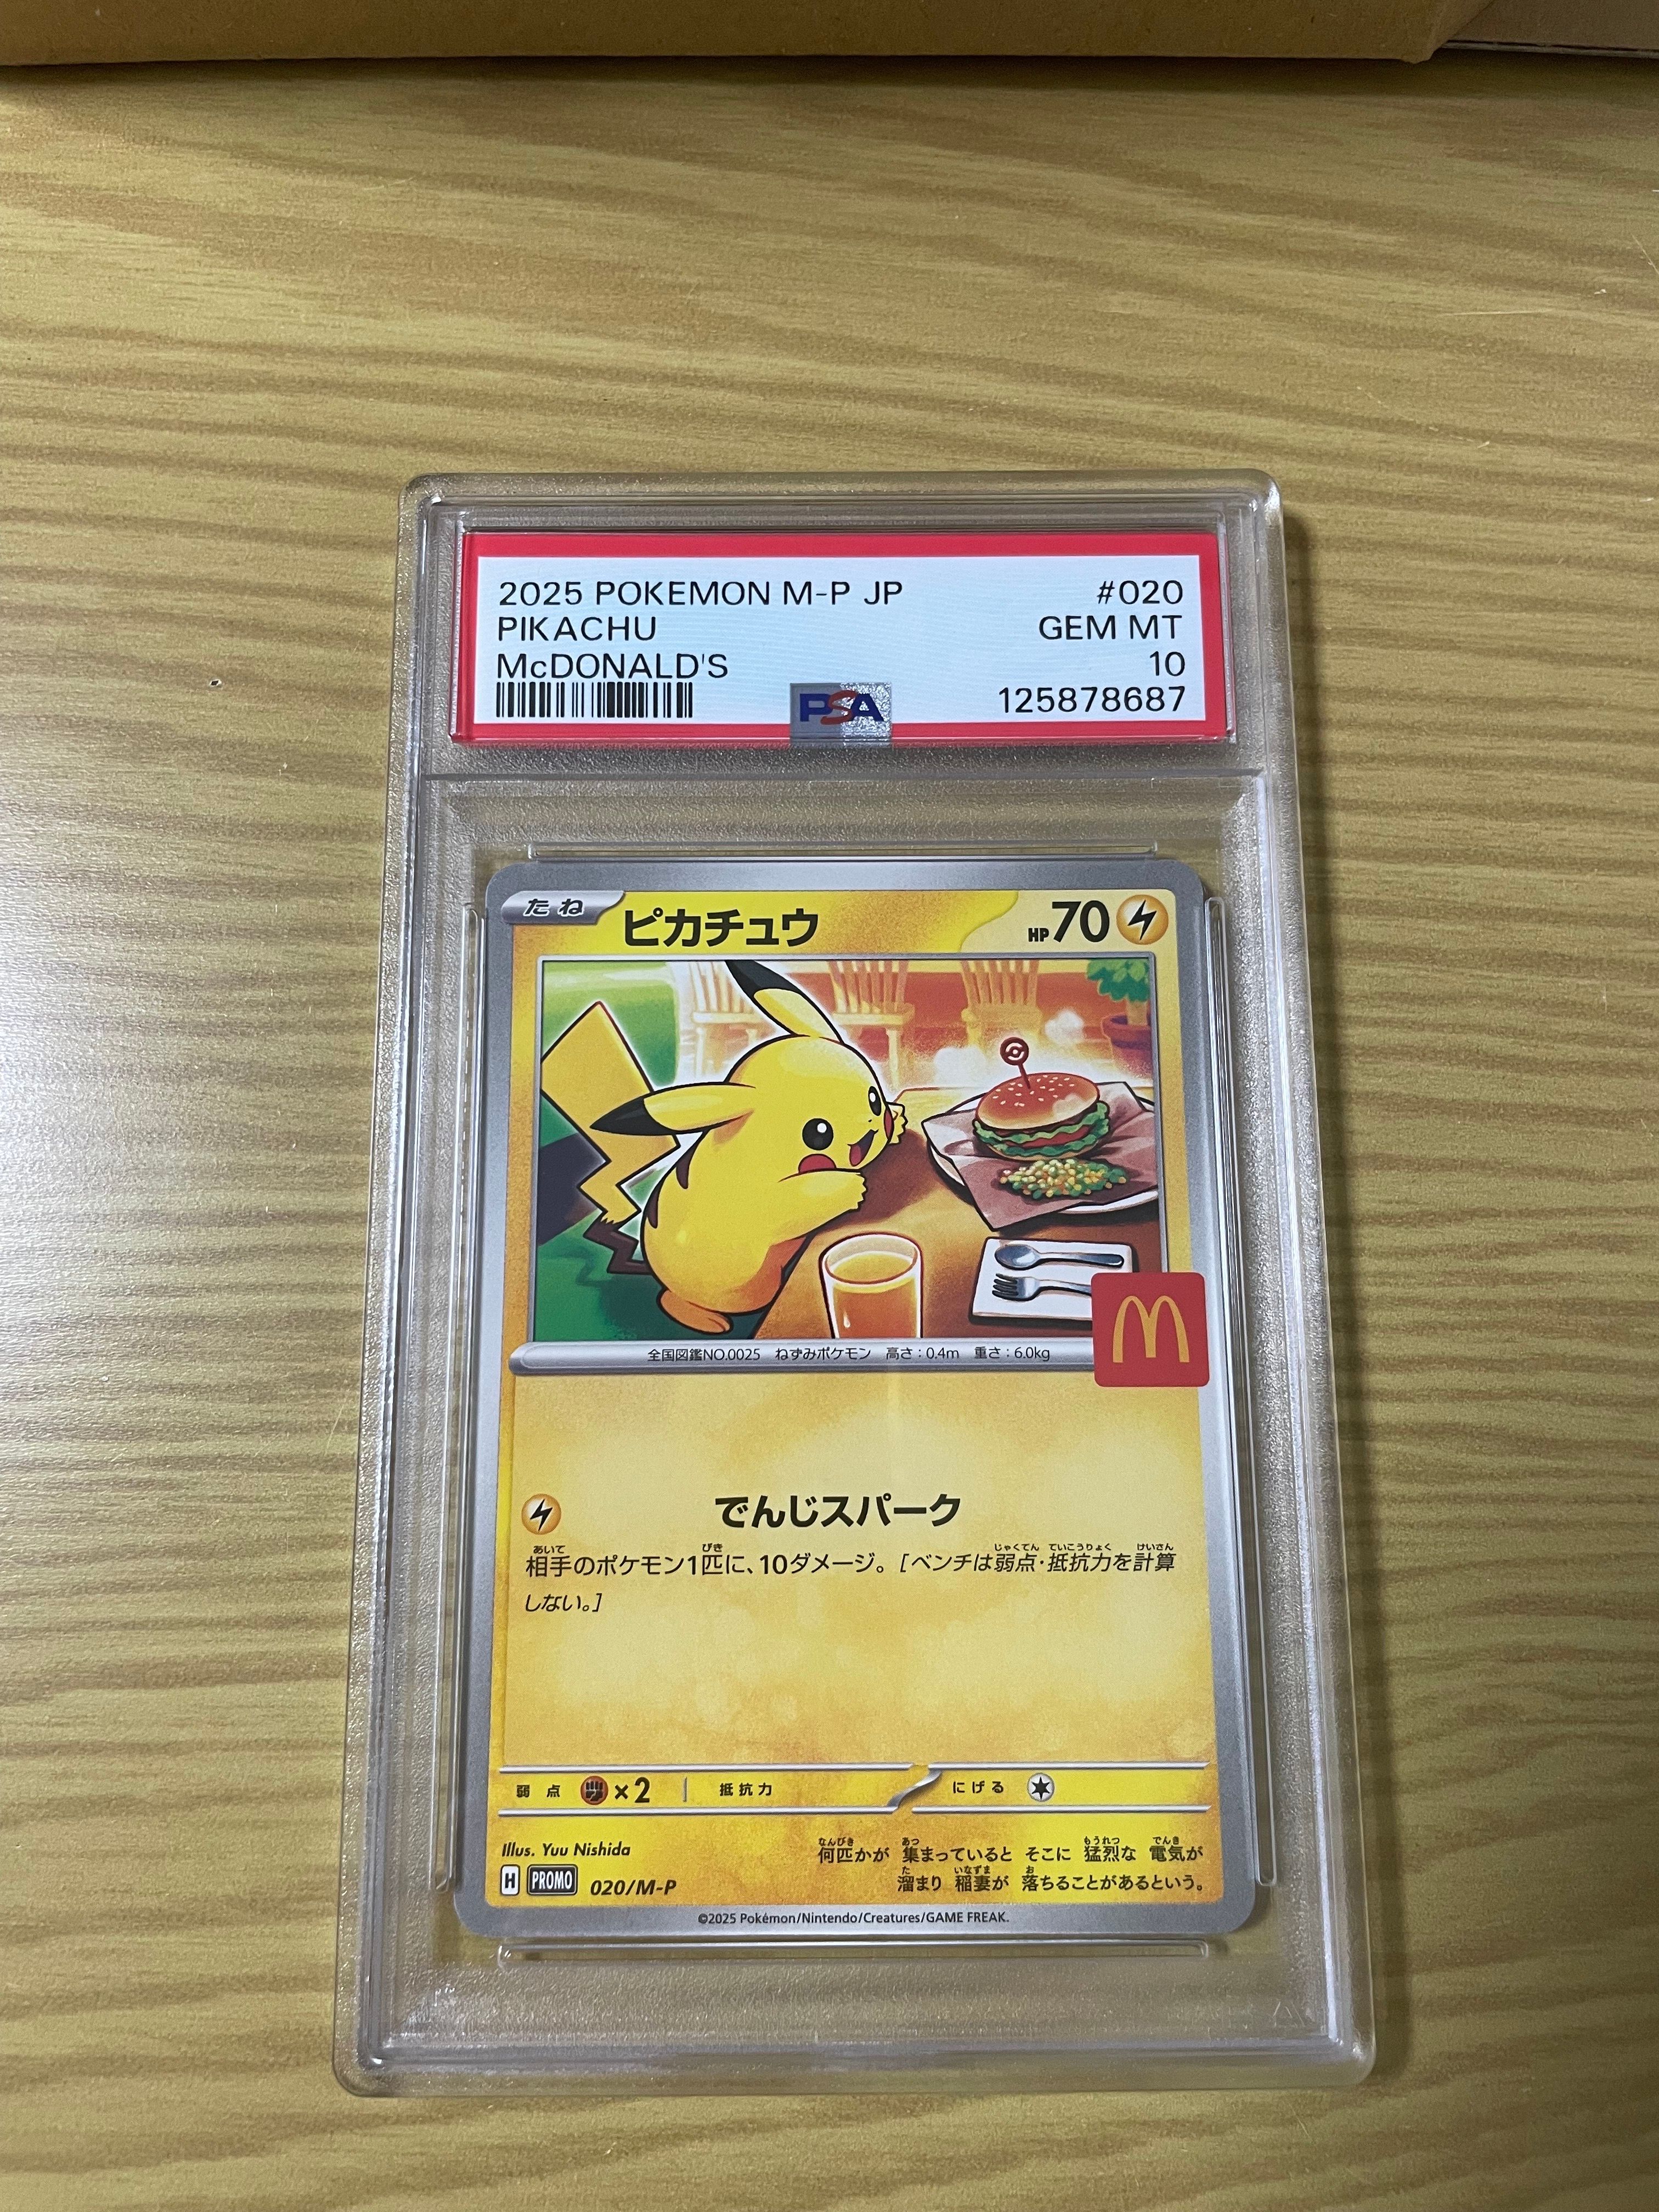 2025 POKEMON M-P JP #020
PIKACHU GEM MT
McDONALD'S 10
125878687
PSA
たね ピカチュウ HP70
全国図鑑NO.0025 ねずみポケモン 高さ:0.4m 重さ:6.0kg
M
でんじスパーク
相手のポケモン1匹に、10ダメージ。[ベンチは弱点・抵抗力を計算
しない。]
弱点 ×2 抵抗力 にげる
Illus. Yuu Nishida
何匹かが 集まっていると そこに 猛烈な 電気が
溜まり 稲妻が 落ちることがあるという。
H PROMO 020/M-P
©2025 Pokémon/Nintendo/Creatures/GAME FREAK.